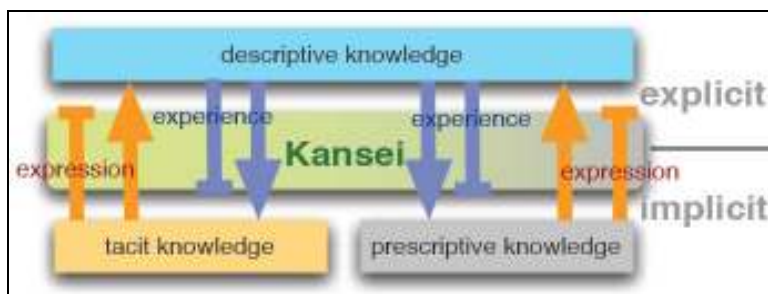 descriptive knowledge
explicit
experience
experience
Kansei
expression
expression
implicit
tacit knowledge
prescriptive knowledge